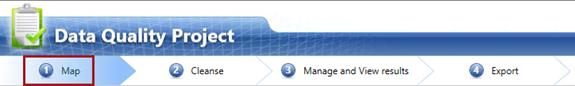 Data Quality Project
1 Map 2 Cleanse 3 Manage and View results 4 Export